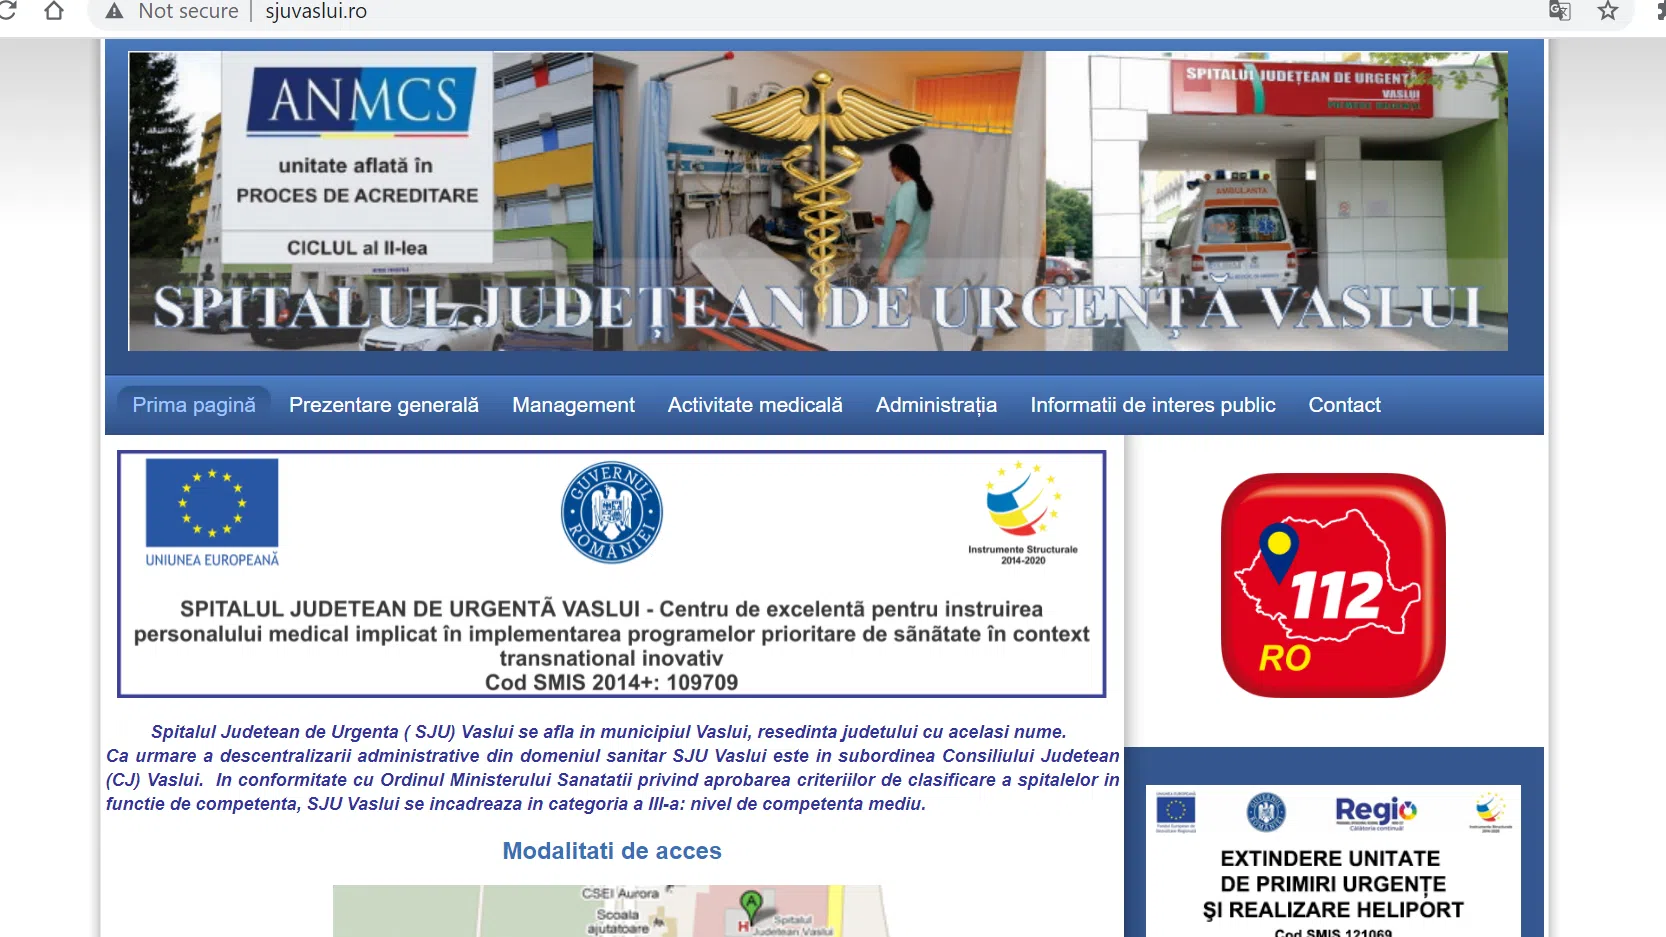 Not secure | sjuvaslui.ro
ANMCS
unitate aflată în
PROCES DE ACREDITARE
CICLUL al II-lea
SPITALUL JUDEȚEAN DE URGENȚĂ
VASLUI
AMBULANTA
SPITALUL JUDEȚEAN DE URGENȚĂ VASLUI
Prima pagină Prezentare generală Management Activitate medicală Administrația Informatii de interes public Contact
UNIUNEA EUROPEANĂ
GUVERNUL ROMÂNIEI
Instrumente Structurale
2014-2020
SPITALUL JUDETEAN DE URGENTÃ VASLUI - Centru de excelentã pentru instruirea
personalului medical implicat în implementarea programelor prioritare de sãnãtate în context
transnational inovativ
Cod SMIS 2014+: 109709
112
RO
Spitalul Judetean de Urgenta ( SJU) Vaslui se afla in municipiul Vaslui, resedinta judetului cu acelasi nume.
Ca urmare a descentralizarii administrative din domeniul sanitar SJU Vaslui este in subordinea Consiliului Judetean
(CJ) Vaslui. In conformitate cu Ordinul Ministerului Sanatatii privind aprobarea criteriilor de clasificare a spitalelor in
functie de competenta, SJU Vaslui se incadreaza in categoria a III-a: nivel de competenta mediu.
Modalitati de acces
CSEI Aurora
Scoala
ajutatoare
A
H
Spitalul
Judetean Vaslui
Regio
EXTINDERE UNITATE
DE PRIMIRI URGENȚE
ŞI REALIZARE HELIPORT
Cod SMIS 121069